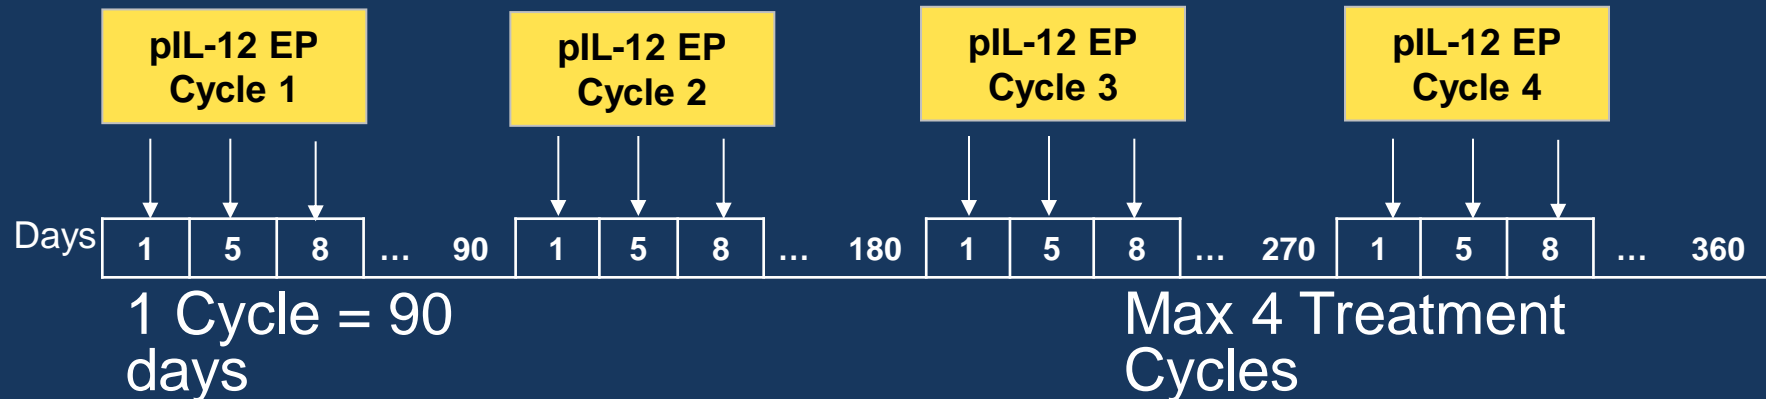 pIL-12 EP
Cycle 1
pIL-12 EP
Cycle 2
pIL-12 EP
Cycle 3
pIL-12 EP
Cycle 4
Days 1 5 8 … 90 1 5 8 … 180 1 5 8 … 270 1 5 8 … 360
1 Cycle = 90
days
Max 4 Treatment
Cycles